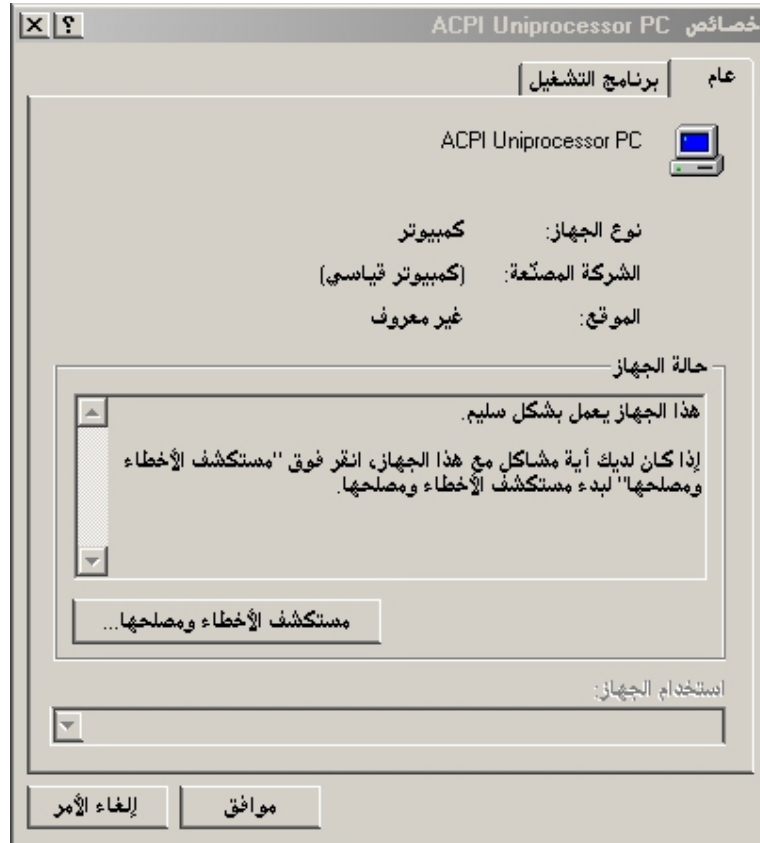 خصائص ACPI Uniprocessor PC
عام
برنامج التشغيل
ACPI Uniprocessor PC
نوع الجهاز: كمبيوتر
الشركة المصنّعة: (كمبيوتر قياسي)
الموقع: غير معروف
حالة الجهاز
هذا الجهاز يعمل بشكل سليم.
إذا كان لديك أية مشاكل مع هذا الجهاز، انقر فوق "مستكشف الأخطاء
ومصلحها" لبدء مستكشف الأخطاء ومصلحها.
مستكشف الأخطاء ومصلحها...
استخدام الجهاز:
موافق
إلغاء الأمر